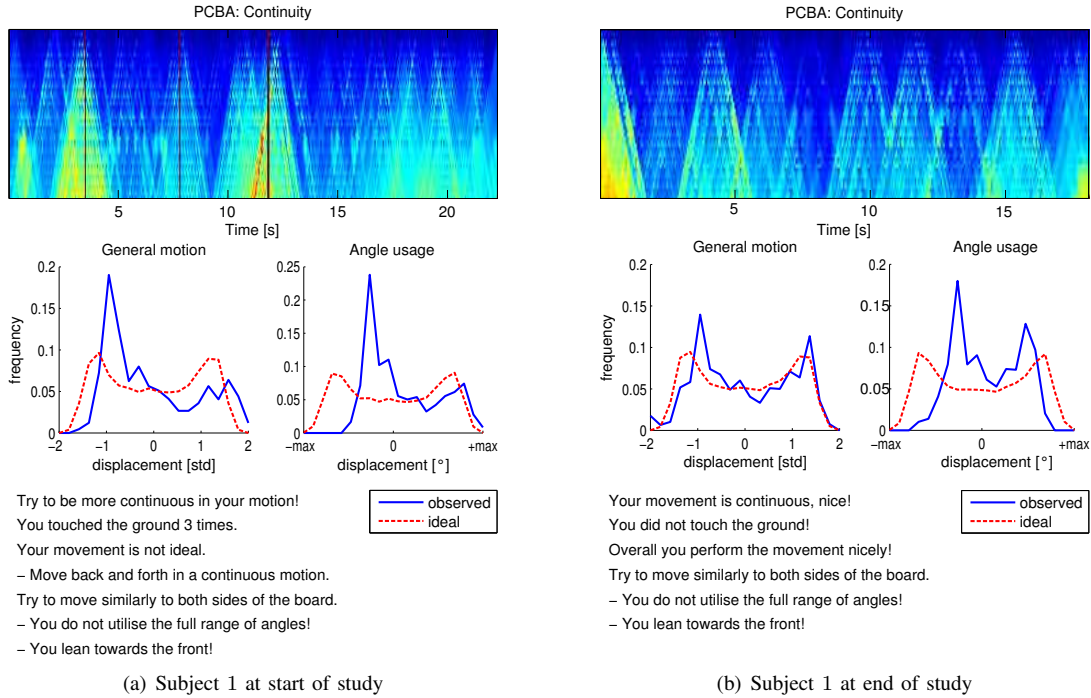 PCBA: Continuity
5 10 15 20
Time [s]
General motion
Angle usage
0.2
0.15
0.1
0.05
0
frequency
−2 −1 0 1 2
displacement [std]
0.25
0.2
0.15
0.1
0.05
0
−max 0 +max
displacement [°]
Try to be more continuous in your motion!
You touched the ground 3 times.
Your movement is not ideal.
− Move back and forth in a continuous motion.
Try to move similarly to both sides of the board.
− You do not utilise the full range of angles!
− You lean towards the front!
observed
ideal
(a) Subject 1 at start of study
PCBA: Continuity
5 10 15
Time [s]
General motion
Angle usage
0.2
0.15
0.1
0.05
0
frequency
−2 −1 0 1 2
displacement [std]
0.2
0.15
0.1
0.05
0
−max 0 +max
displacement [°]
Your movement is continuous, nice!
You did not touch the ground!
Overall you perform the movement nicely!
Try to move similarly to both sides of the board.
− You do not utilise the full range of angles!
− You lean towards the front!
observed
ideal
(b) Subject 1 at end of study